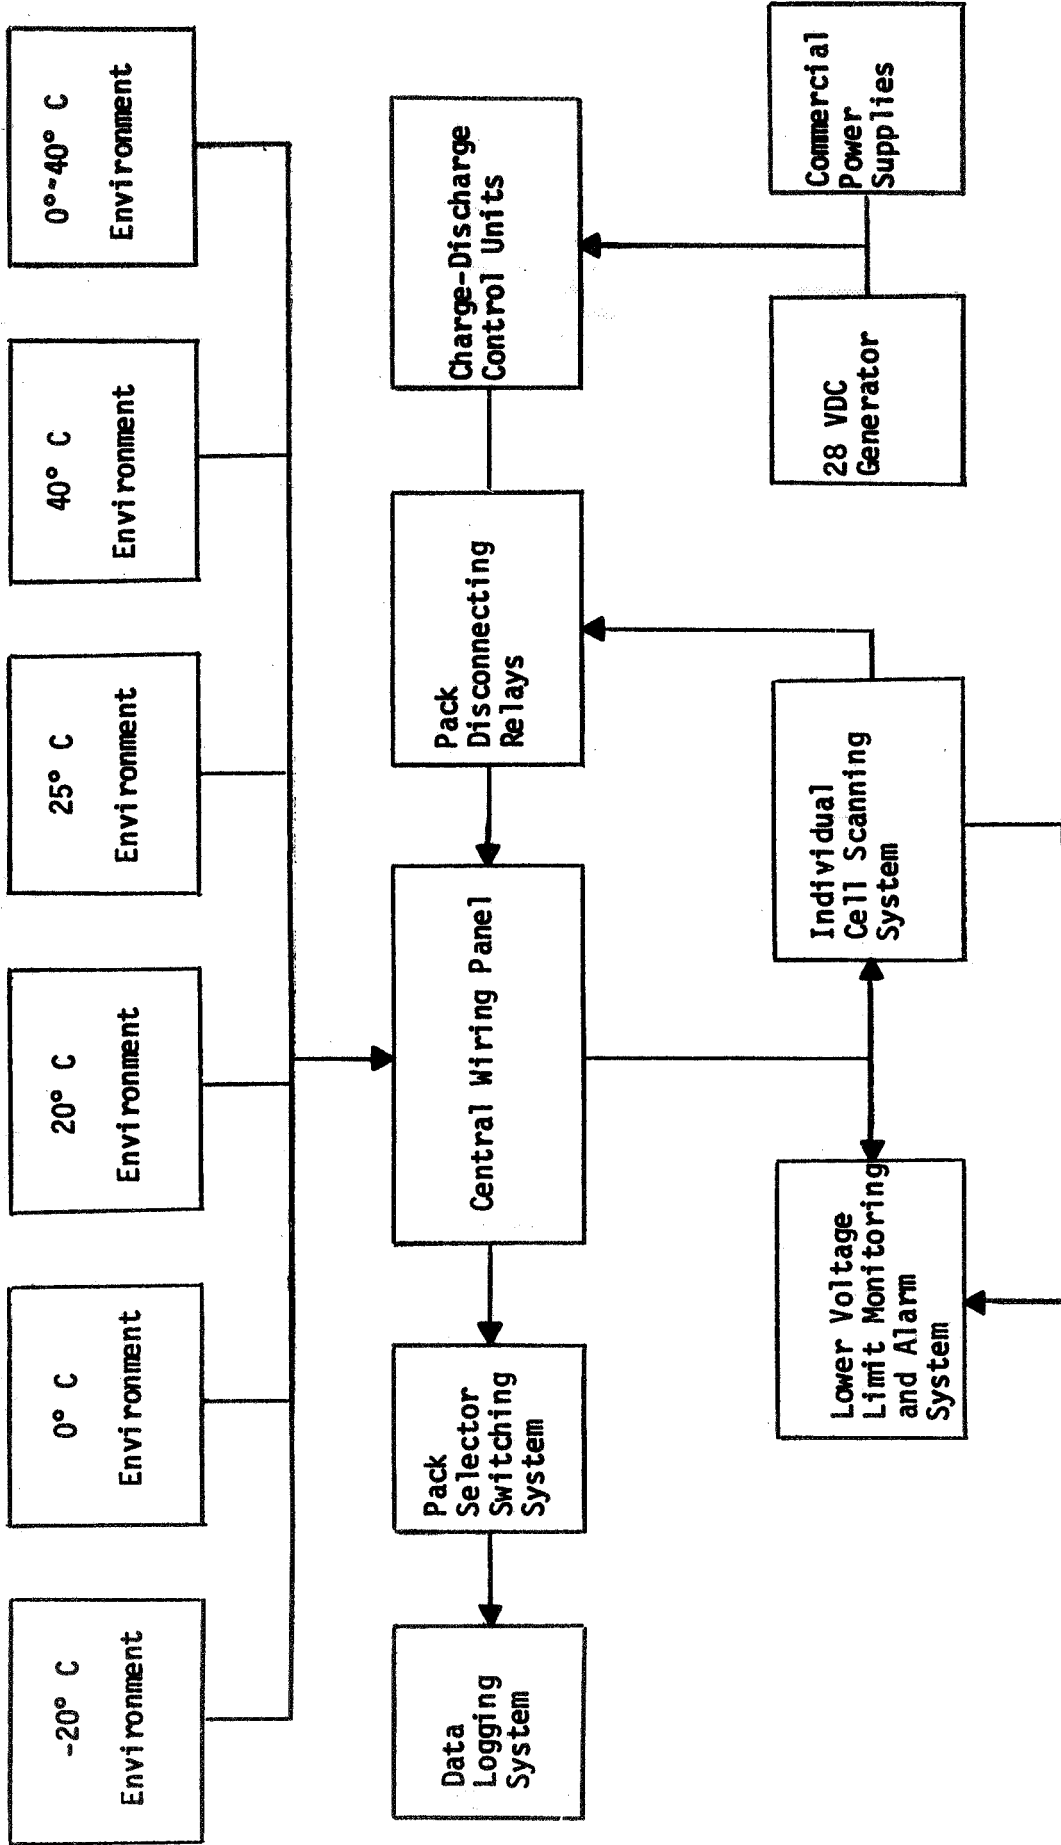 -20° C
Environment
0° C
Environment
20° C
Environment
25° C
Environment
40° C
Environment
0°-40° C
Environment
Data
Logging
System
Pack
Selector
Switching
System
Central Wiring Panel
Pack
Disconnecting
Relays
Charge-Discharge
Control Units
Lower Voltage
Limit Monitoring
and Alarm
System
Individual
Cell Scanning
System
28 VDC
Generator
Commercial
Power
Supplies